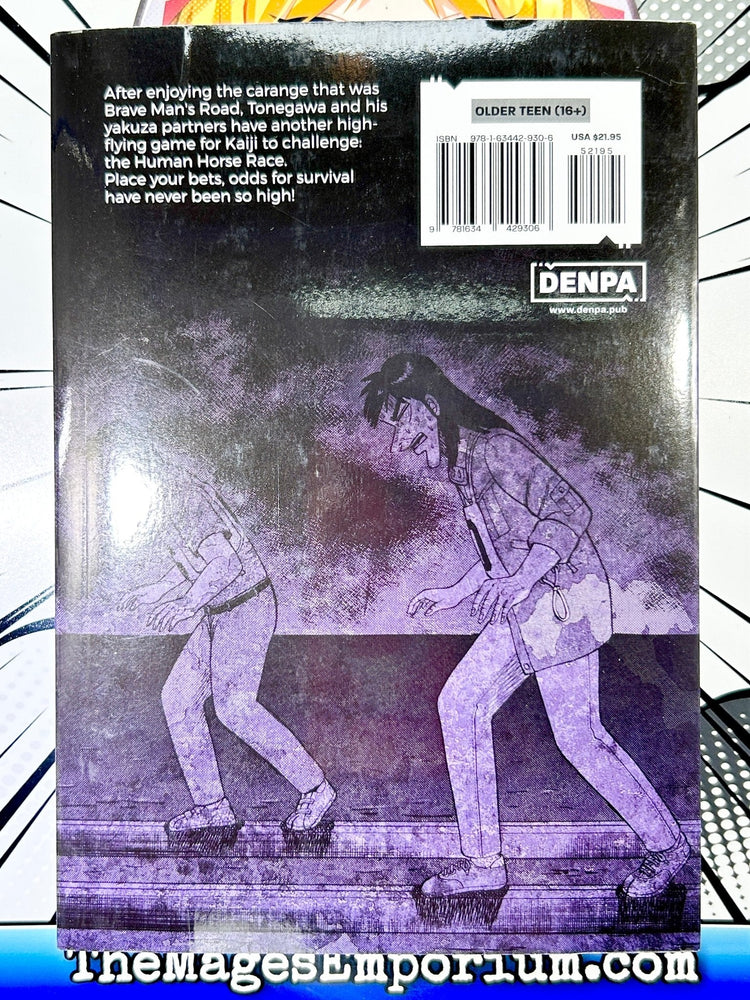 After enjoying the carange that was
Brave Man's Road, Tonegawa and his
yakuza partners have another high-
flying game for Kaiji to challenge:
the Human Horse Race.
Place your bets, odds for survival
have never been so high!
OLDER TEEN (16+)
ISBN 978-1-63442-930-6
USA $21.95
52195
9 781634 429306
DENPA
www.denpa.pub
TheMagesEmporium.com